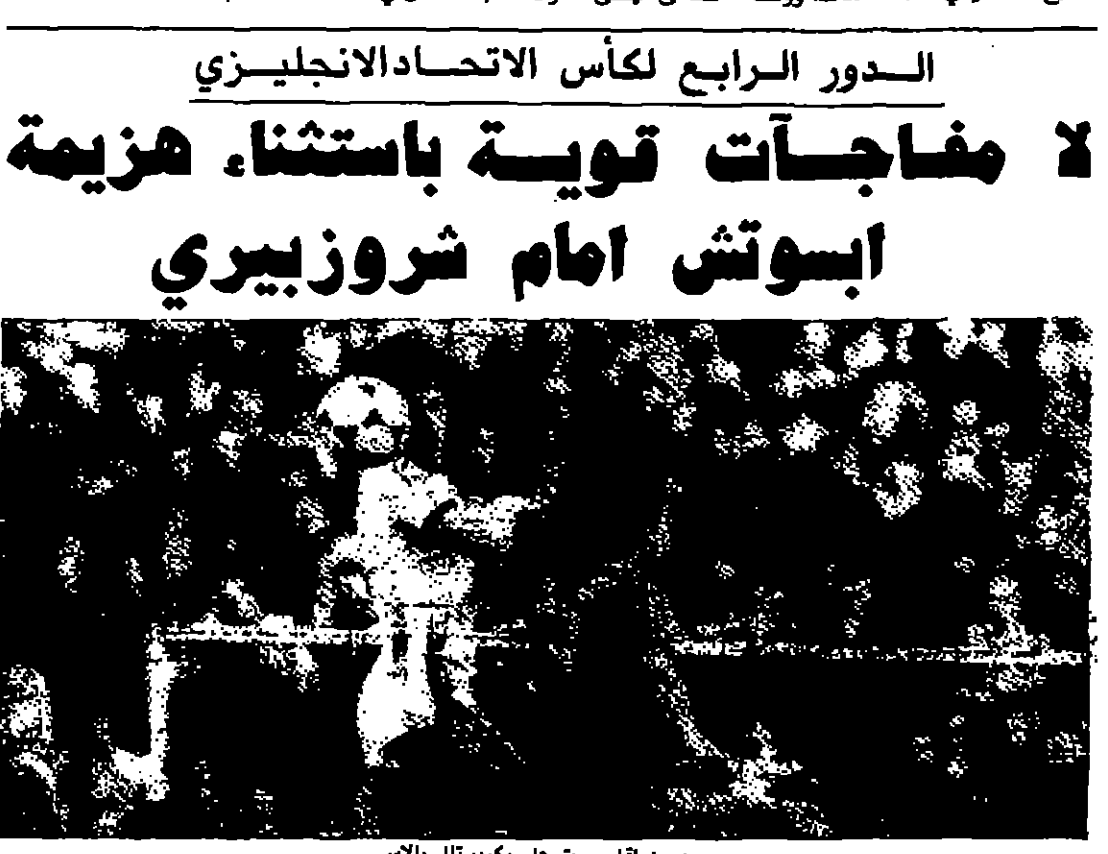 الدور الرابع لكأس الاتحادالانجليزي
لا مفاجآت قوية باستثناء هزيمة
ابسوتش امام شروزبيري